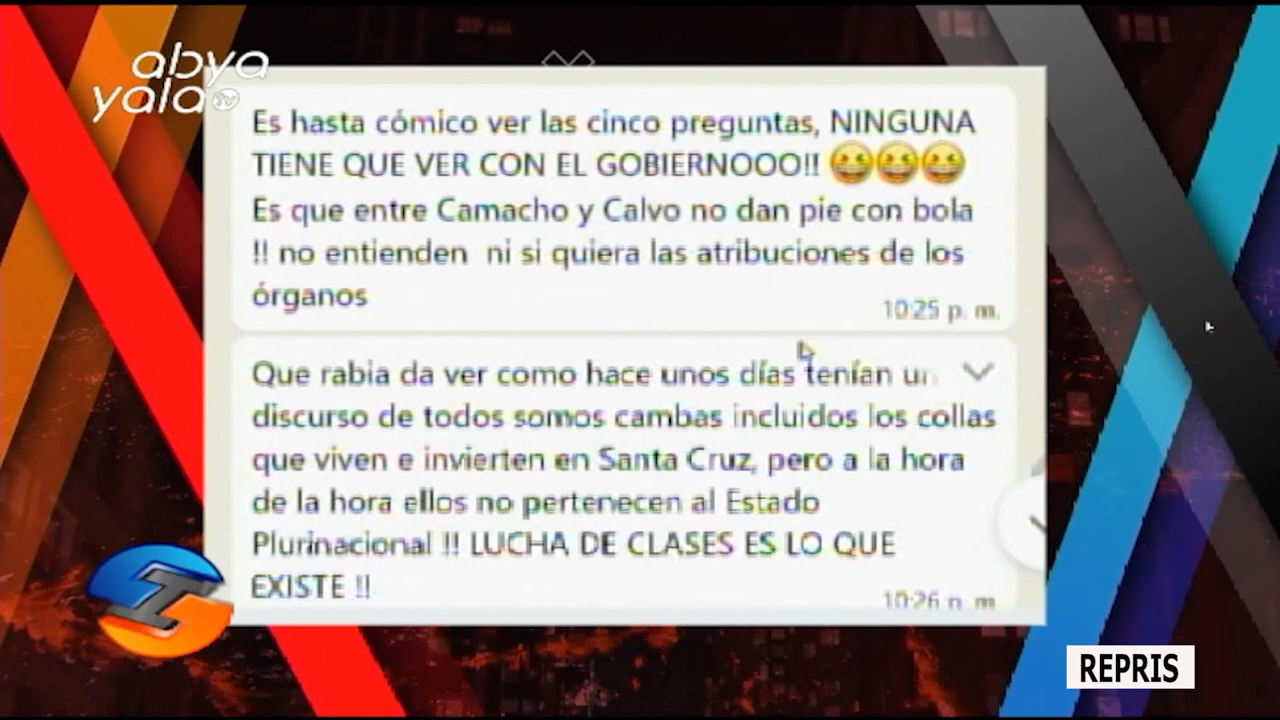 abya
yala tv
Es hasta cómico ver las cinco preguntas, NINGUNA
TIENE QUE VER CON EL GOBIERNOOO!! 😆😆😆
Es que entre Camacho y Calvo no dan pie con bola
!! no entienden ni si quiera las atribuciones de los
órganos
10:25 p. m.
Que rabia da ver como hace unos días tenían un
discurso de todos somos cambas incluidos los collas
que viven e invierten en Santa Cruz, pero a la hora
de la hora ellos no pertenecen al Estado
Plurinacional !! LUCHA DE CLASES ES LO QUE
EXISTE !!
10:26 p. m.
REPRIS